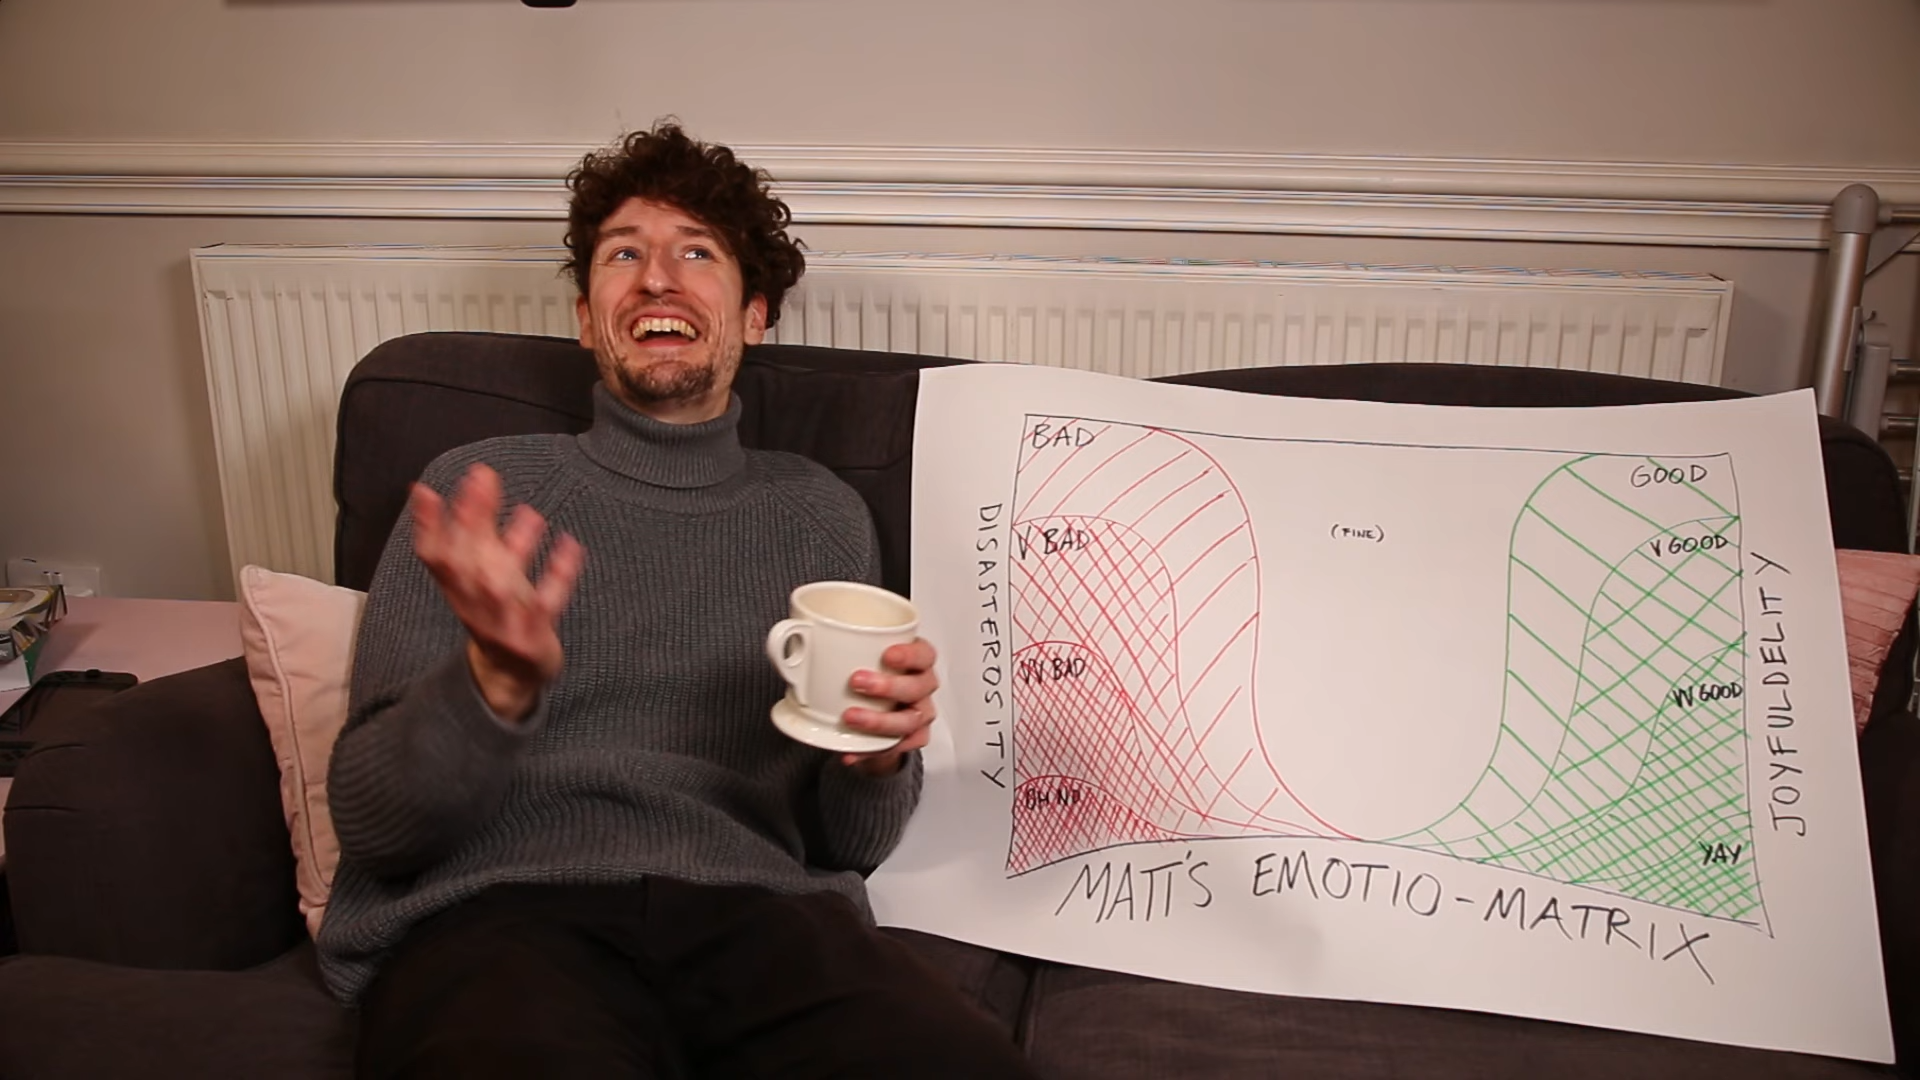 BAD
V BAD
VV BAD
OH NO
DISASTEROSITY
(FINE)
GOOD
V GOOD
VV GOOD
YAY
JOYFULDELITY
MATT'S EMOTIO-MATRIX